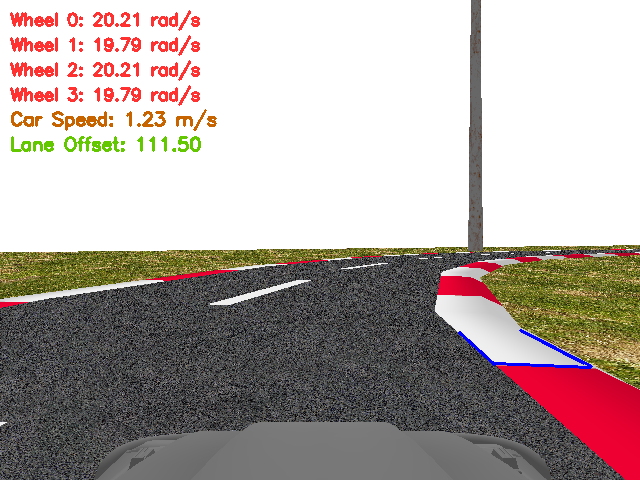 Wheel 0: 20.21 rad/s
Wheel 1: 19.79 rad/s
Wheel 2: 20.21 rad/s
Wheel 3: 19.79 rad/s
Car Speed: 1.23 m/s
Lane Offset: 111.50